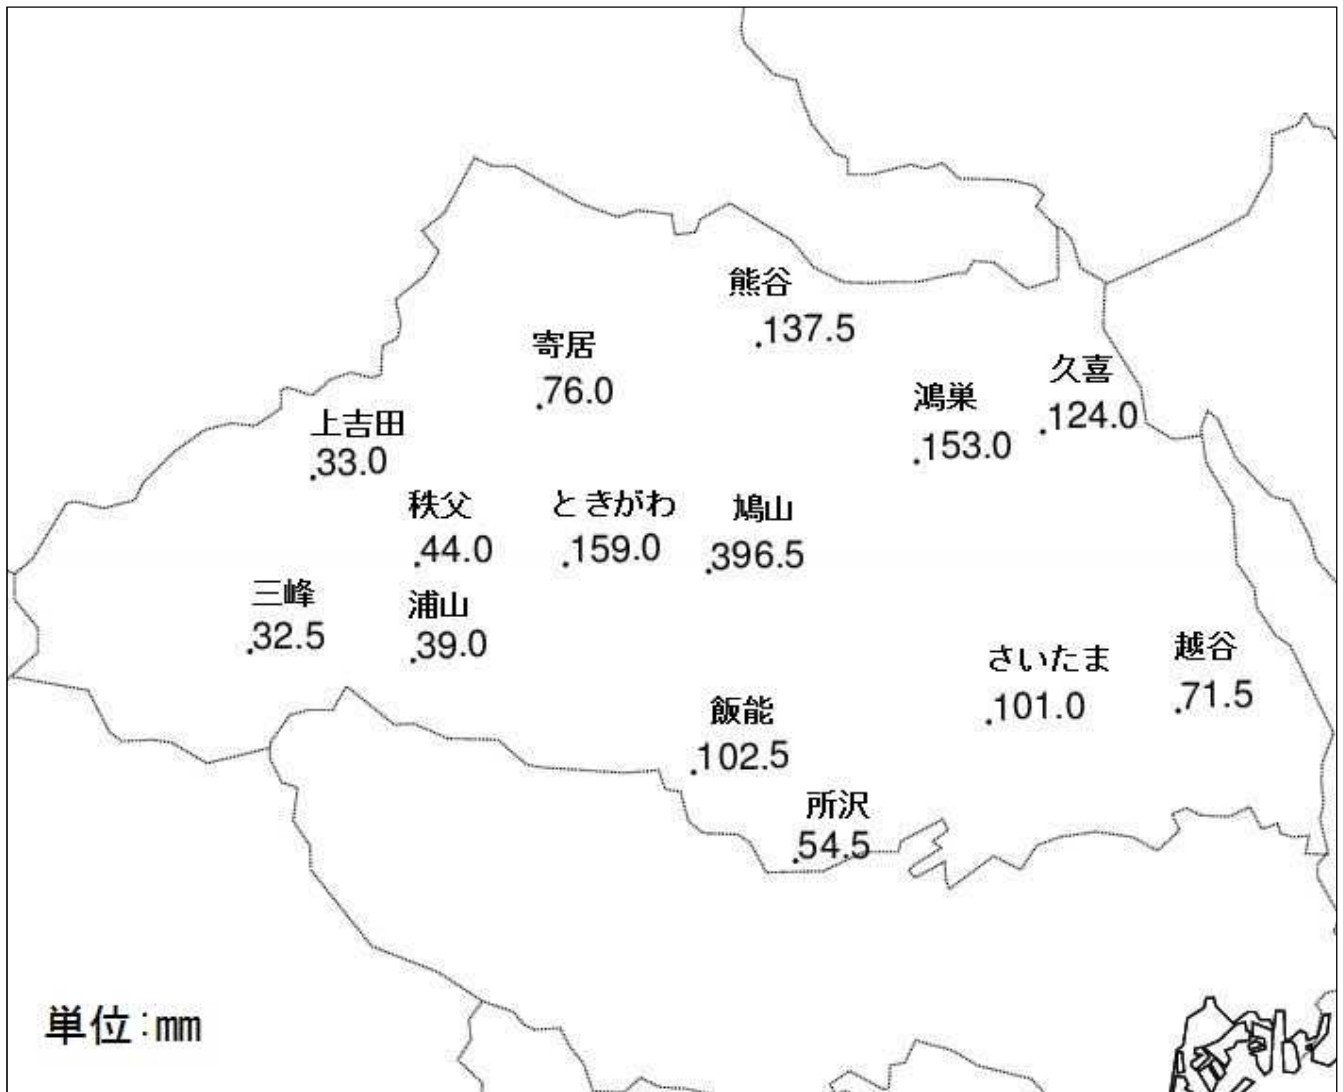 熊谷
137.5
寄居
76.0
久喜
124.0
鴻巣
153.0
上吉田
33.0
秩父
44.0
ときがわ
159.0
鳩山
396.5
三峰
32.5
浦山
39.0
さいたま
101.0
越谷
71.5
飯能
102.5
所沢
54.5
単位:mm